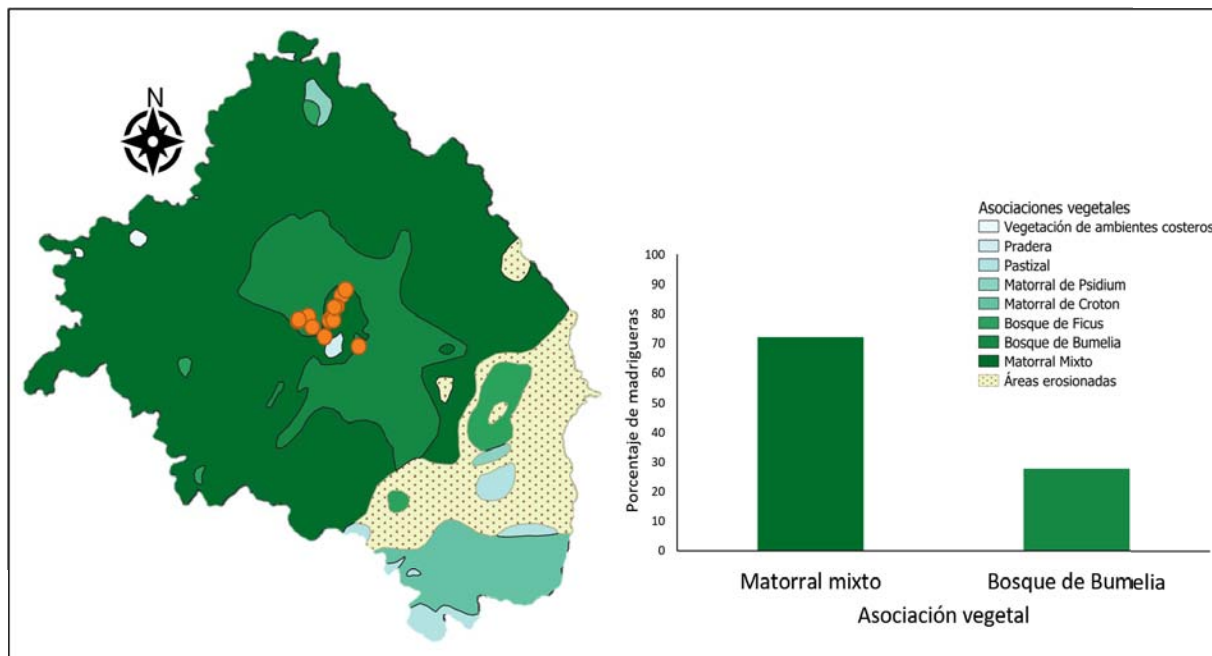 N
Asociaciones vegetales
Vegetación de ambientes costeros
Pradera
Pastizal
Matorral de Psidium
Matorral de Croton
Bosque de Ficus
Bosque de Bumelia
Matorral Mixto
Áreas erosionadas
Porcentaje de madrigueras
100
90
80
70
60
50
40
30
20
10
0
Matorral mixto
Bosque de Bumelia
Asociación vegetal